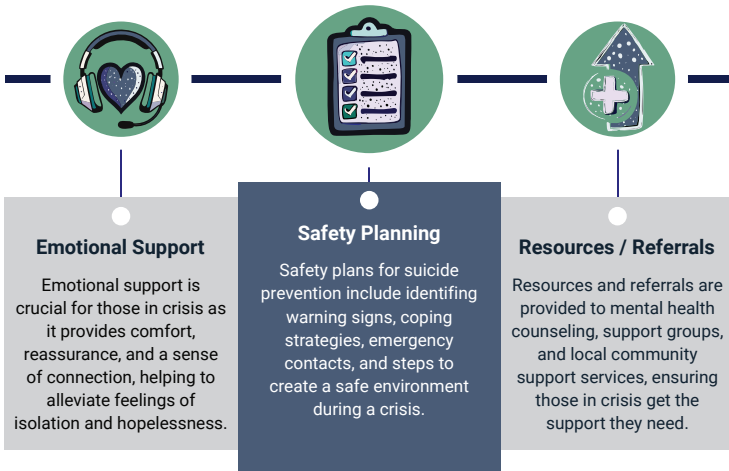 Emotional Support
Emotional support is
crucial for those in crisis as
it provides comfort,
reassurance, and a sense
of connection, helping to
alleviate feelings of
isolation and hopelessness.
Safety Planning
Safety plans for suicide
prevention include identifing
warning signs, coping
strategies, emergency
contacts, and steps to
create a safe environment
during a crisis.
Resources / Referrals
Resources and referrals are
provided to mental health
counseling, support groups,
and local community
support services, ensuring
those in crisis get the
support they need.